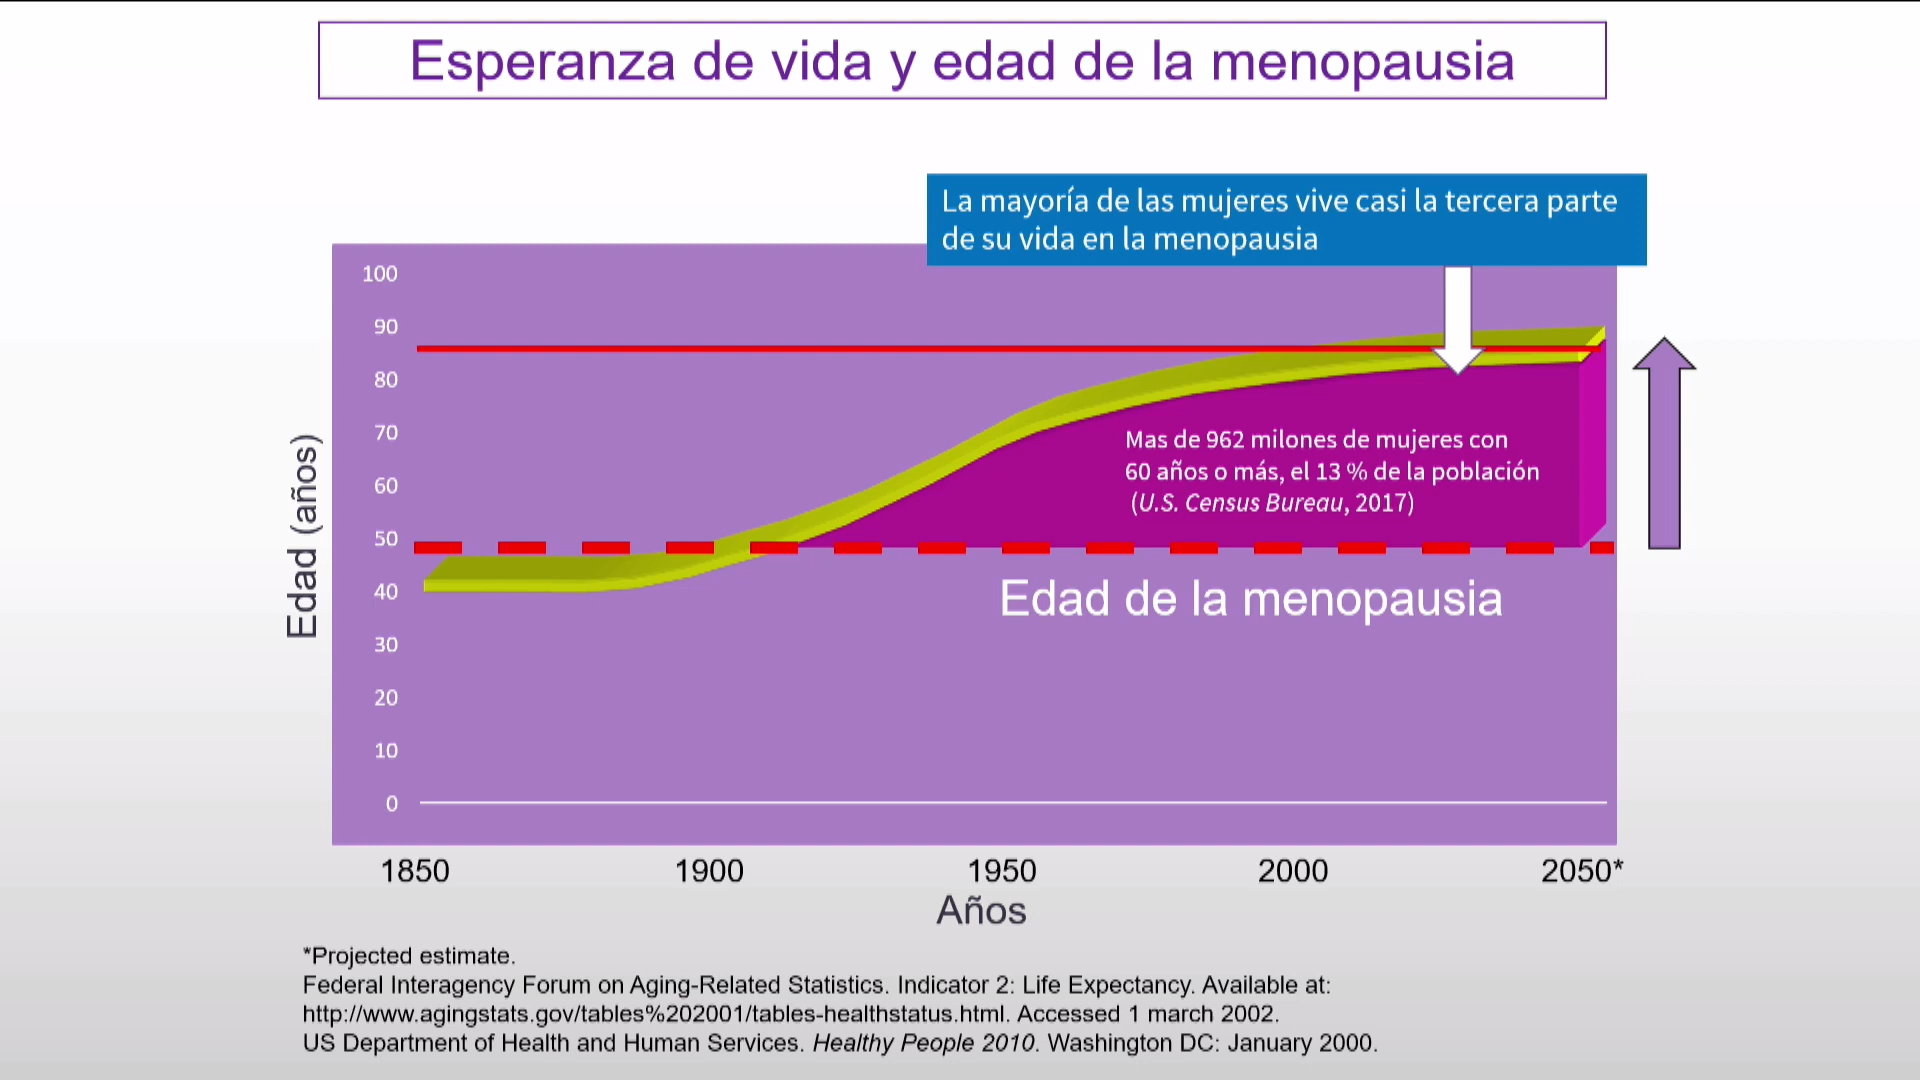 Esperanza de vida y edad de la menopausia
La mayoría de las mujeres vive casi la tercera parte
de su vida en la menopausia
100
90
80
70
60
50
40
30
20
10
0
Edad (años)
Mas de 962 milones de mujeres con
60 años o más, el 13 % de la población
(U.S. Census Bureau, 2017)
Edad de la menopausia
1850 1900 1950 2000 2050*
Años
*Projected estimate.
Federal Interagency Forum on Aging-Related Statistics. Indicator 2: Life Expectancy. Available at:
http://www.agingstats.gov/tables%202001/tables-healthstatus.html. Accessed 1 march 2002.
US Department of Health and Human Services. Healthy People 2010. Washington DC: January 2000.